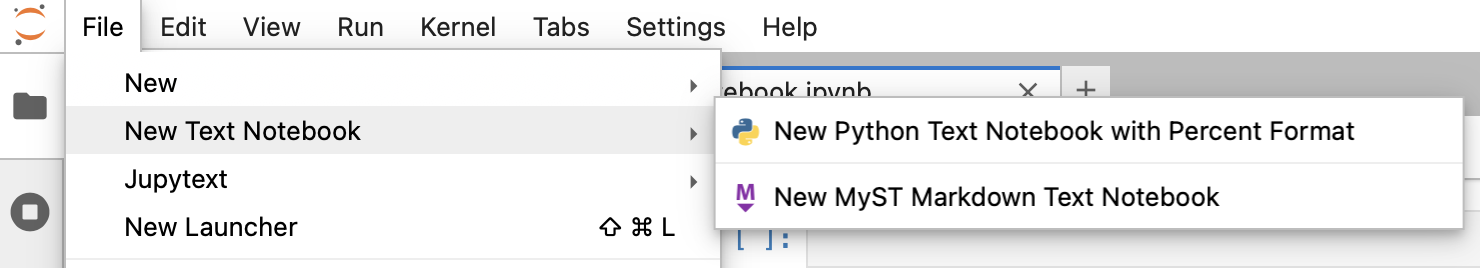 File Edit View Run Kernel Tabs Settings Help
New
ebook.ipynb
New Text Notebook
New Python Text Notebook with Percent Format
Jupytext
New MyST Markdown Text Notebook
New Launcher ⇧ ⌘ L
[ ]: